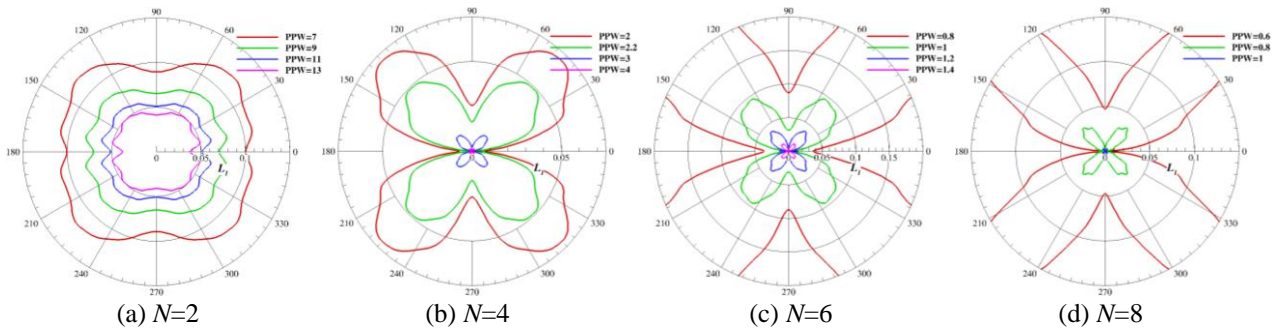 90
120
60
PPW=7
PPW=9
PPW=11
PPW=13
150
30
180
0
0.05
0.1
0
L₁
210
330
240
300
270
(a) N=2
90
120
60
PPW=2
PPW=2.2
PPW=3
PPW=4
150
30
180
0
0.05
0
L₁
210
330
240
300
270
(b) N=4
90
120
60
PPW=0.8
PPW=1
PPW=1.2
PPW=1.4
150
30
180
0
0.05
0.1
0.15
0
L₁
210
330
240
300
270
(c) N=6
90
120
60
PPW=0.6
PPW=0.8
PPW=1
150
30
180
0
0.05
0.1
0
L₁
210
330
240
300
270
(d) N=8